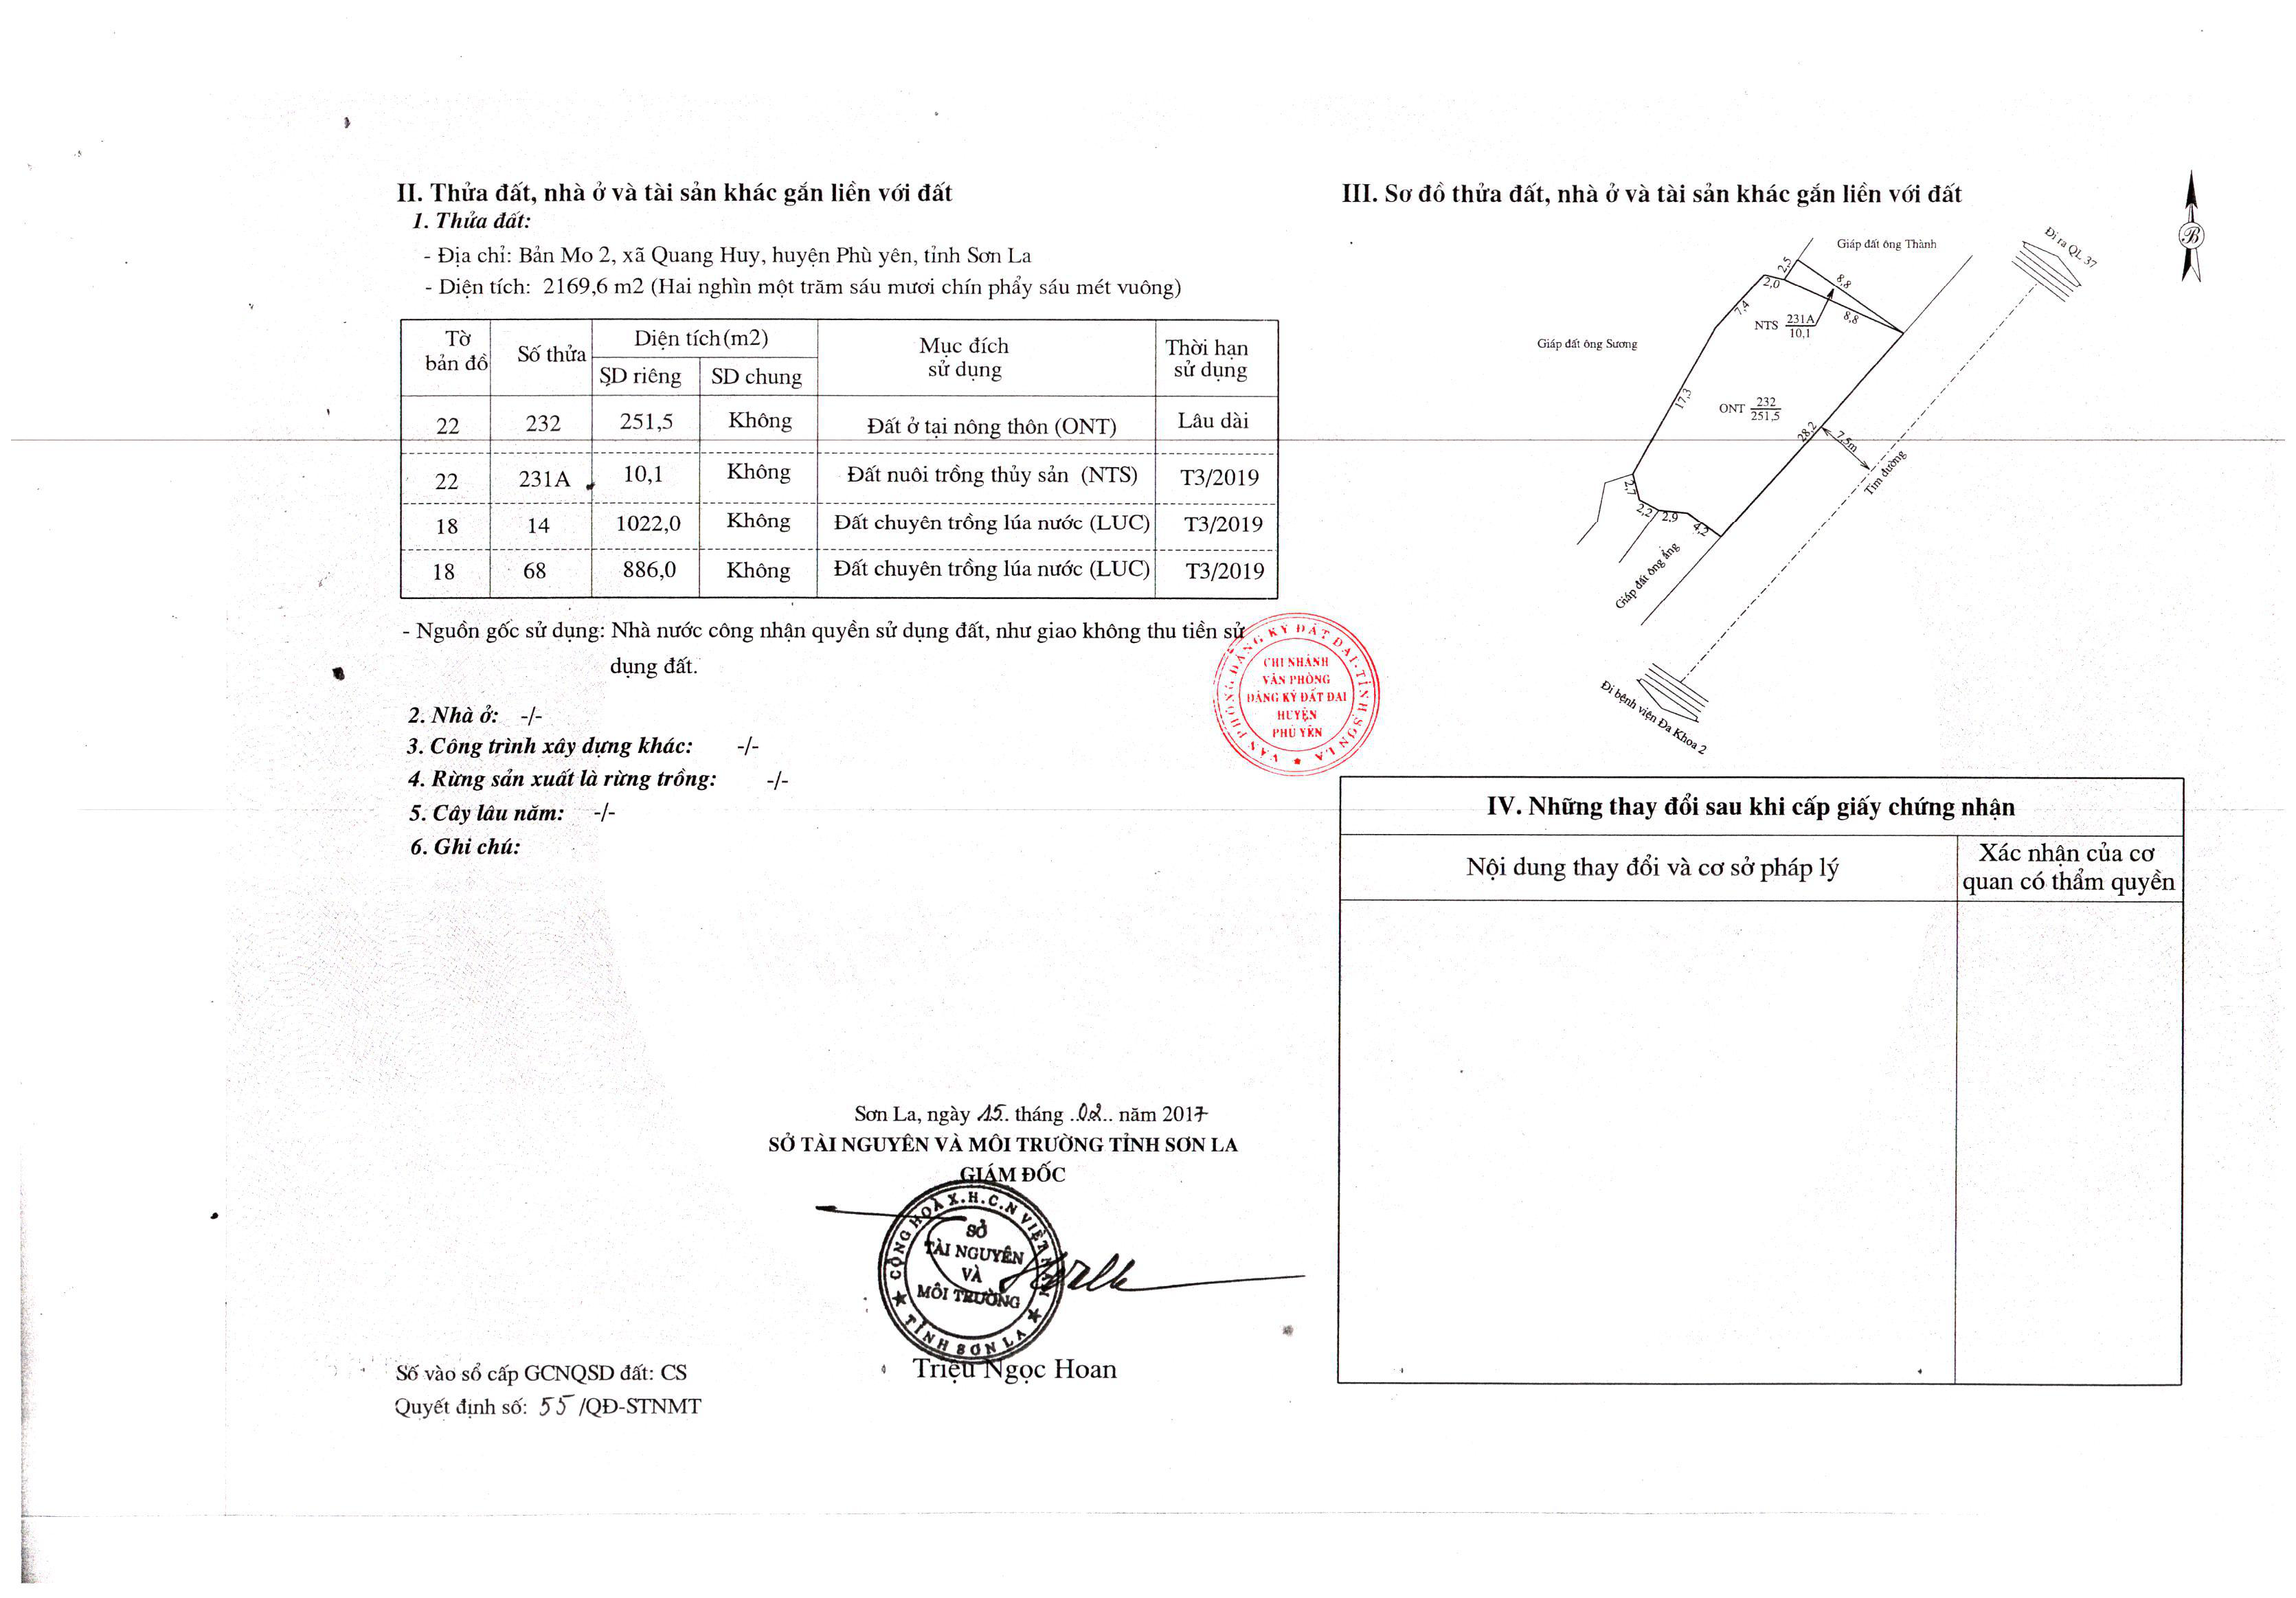 II. Thửa đất, nhà ở và tài sản khác gắn liền với đất
1. Thửa đất:
- Địa chỉ: Bản Mo 2, xã Quang Huy, huyện Phù yên, tỉnh Sơn La
- Diện tích: 2169,6 m2 (Hai nghìn một trăm sáu mươi chín phẩy sáu mét vuông)
Tờ bản đồ Số thửa Diện tích(m2) Mục đích sử dụng Thời hạn sử dụng
SD riêng SD chung
22 232 251,5 Không Đất ở tại nông thôn (ONT) Lâu dài
22 231A 10,1 Không Đất nuôi trồng thủy sản (NTS) T3/2019
18 14 1022,0 Không Đất chuyên trồng lúa nước (LUC) T3/2019
18 68 886,0 Không Đất chuyên trồng lúa nước (LUC) T3/2019
- Nguồn gốc sử dụng: Nhà nước công nhận quyền sử dụng đất, như giao không thu tiền sử
dụng đất.
2. Nhà ở: -/-
3. Công trình xây dựng khác: -/-
4. Rừng sản xuất là rừng trồng: -/-
5. Cây lâu năm: -/-
6. Ghi chú:
VĂN PHÒNG ĐĂNG KÝ ĐẤT ĐAI-TỈNH SƠN LA
CHI NHÁNH
VĂN PHÒNG
ĐĂNG KÝ ĐẤT ĐAI
HUYỆN
PHÙ YÊN
Sơn La, ngày 15. tháng ..02.. năm 2017
SỞ TÀI NGUYÊN VÀ MÔI TRƯỜNG TỈNH SƠN LA
GIÁM ĐỐC
CỘNG HOÀ X.H.C.N VIỆT NAM
SỞ
TÀI NGUYÊN
VÀ
MÔI TRƯỜNG
TỈNH SƠN LA
Triệu Ngọc Hoan
Số vào sổ cấp GCNQSD đất: CS
Quyết định số: 55 /QĐ-STNMT
III. Sơ đồ thửa đất, nhà ở và tài sản khác gắn liền với đất
B
Giáp đất ông Thành
Đi ra QL 37
2,5
2,0
8,8
7,4
NTS 231A
10,1
8,8
Giáp đất ông Sương
17,3
ONT 232
251,5
28,2
7,5m
Tim đường
2,7
2,2
2,9
4,2
Giáp đất ông ảng
Đi bệnh viện Đa Khoa 2
IV. Những thay đổi sau khi cấp giấy chứng nhận
Nội dung thay đổi và cơ sở pháp lý
Xác nhận của cơ
quan có thẩm quyền